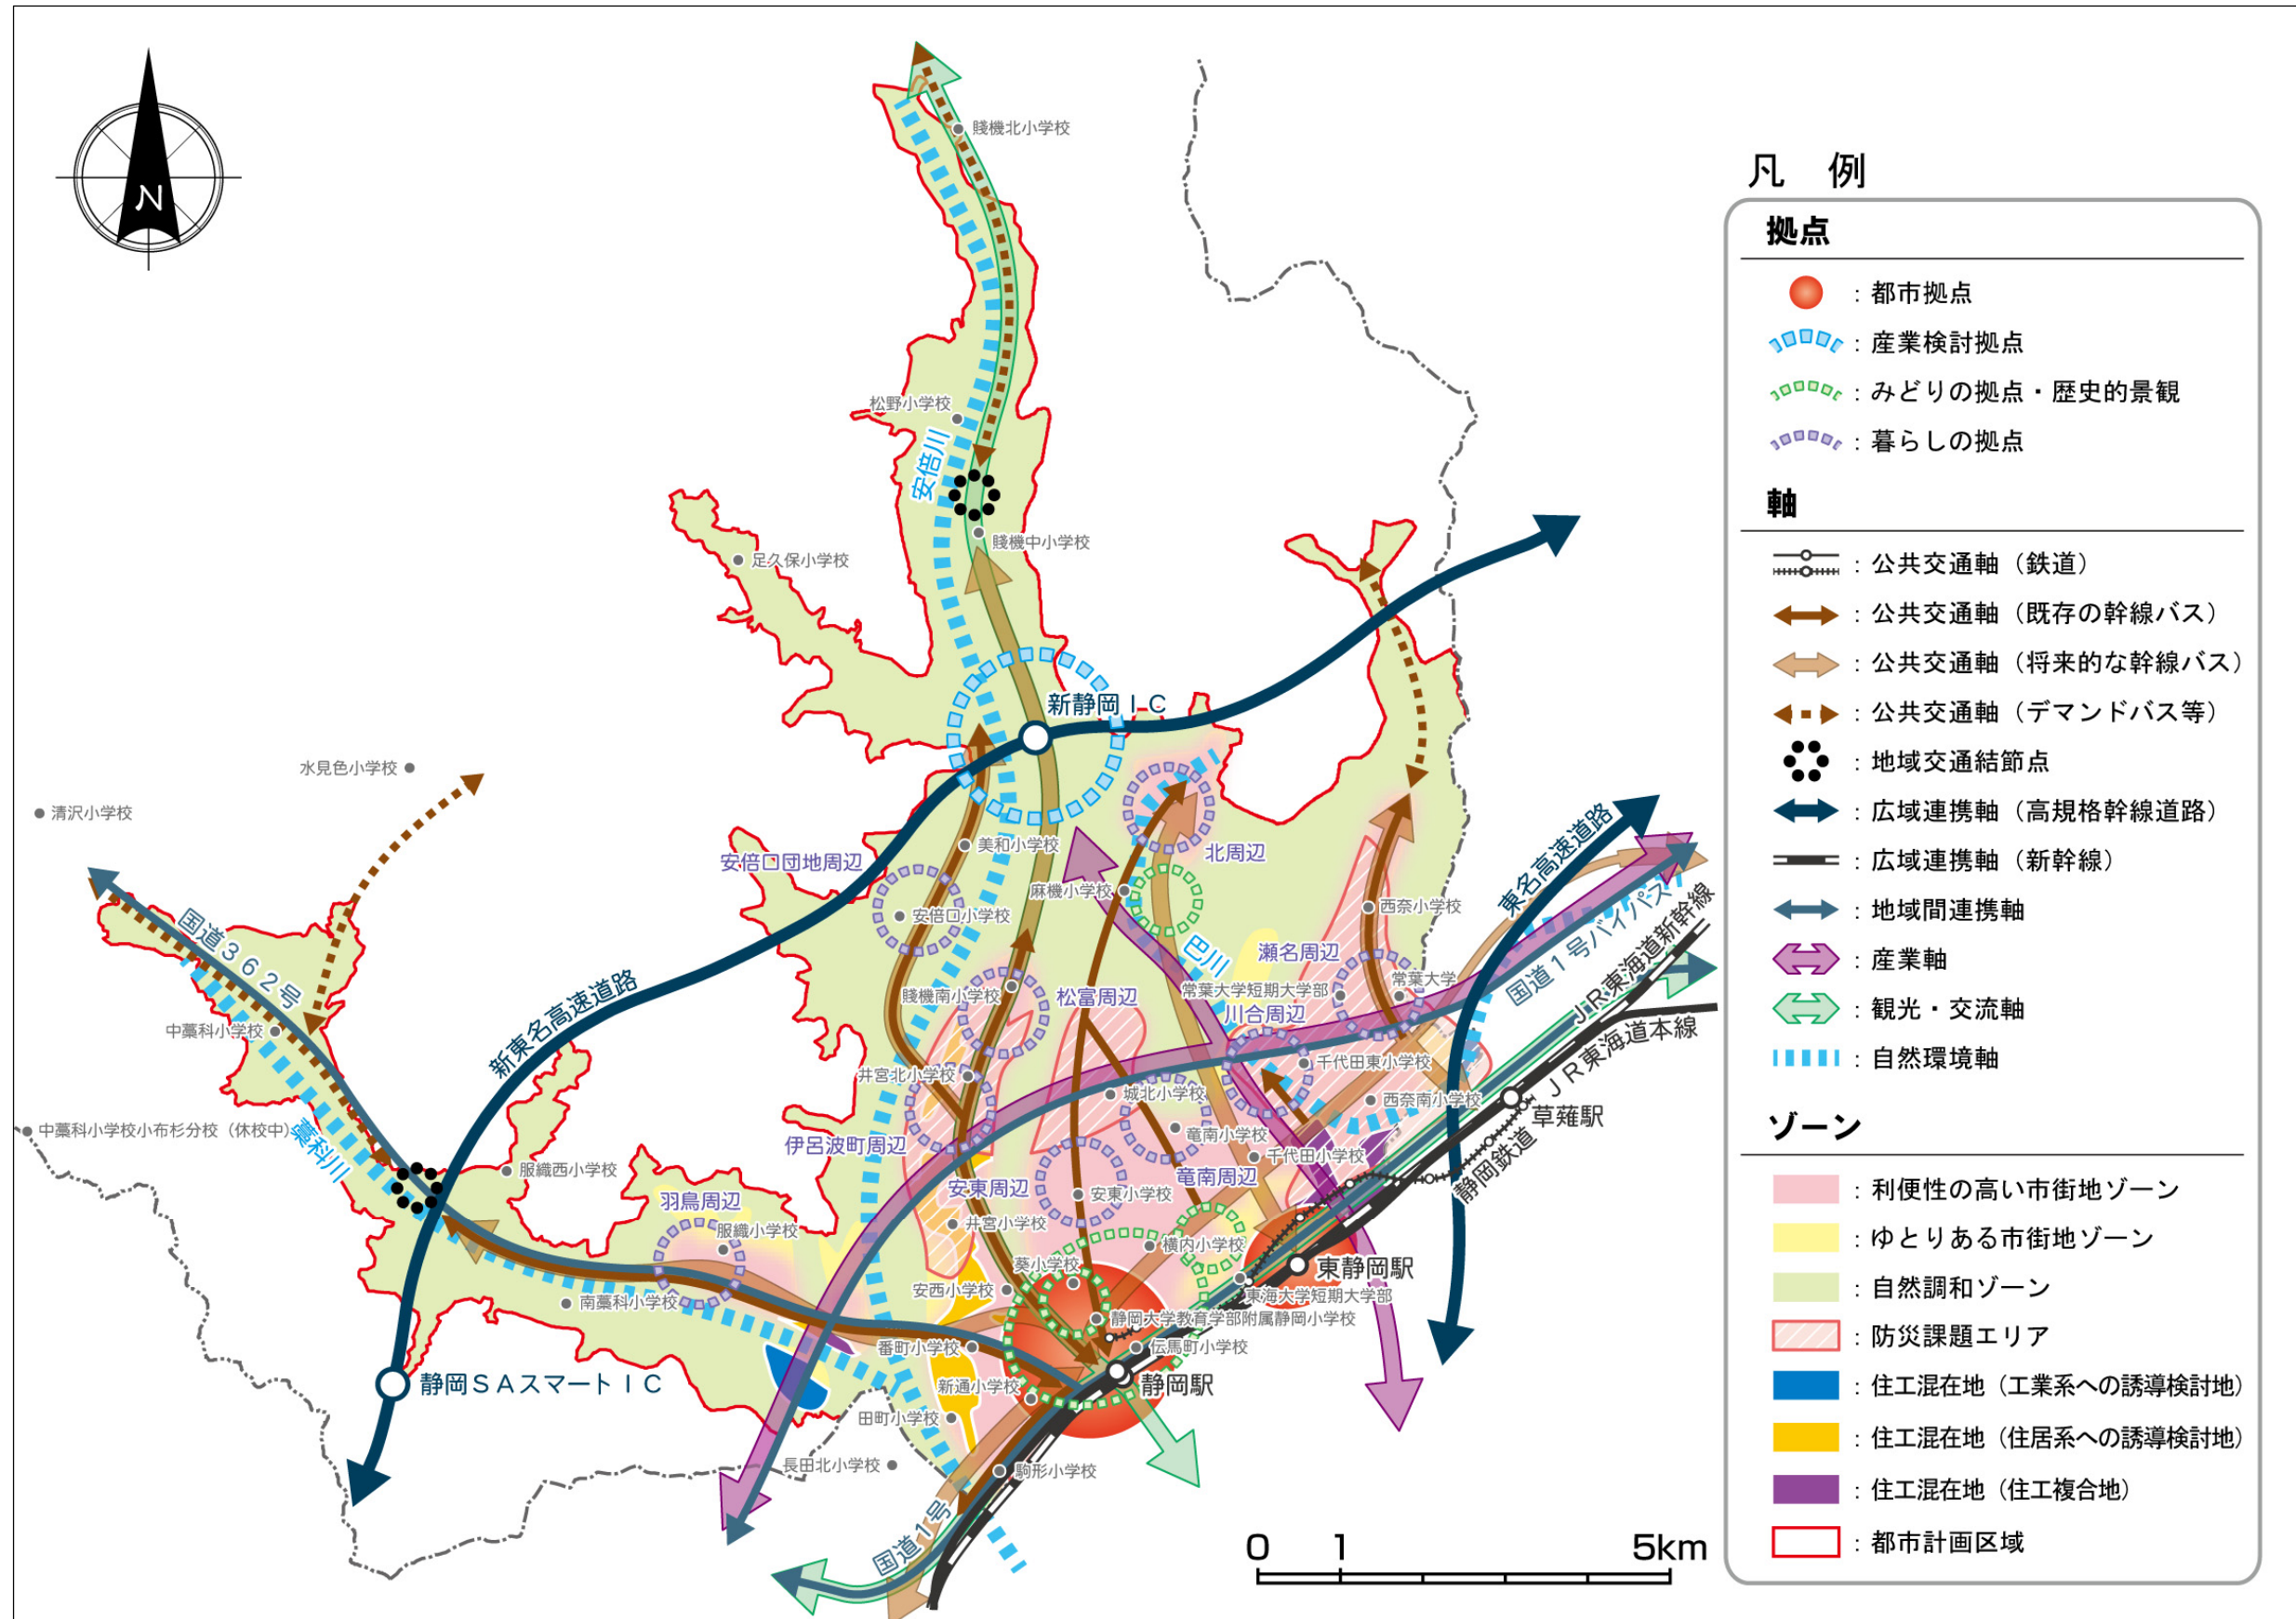 N
賤機北小学校
松野小学校
安倍川
賤機中小学校
足久保小学校
新静岡IC
水見色小学校
清沢小学校
美和小学校
安倍口団地周辺
北周辺
麻機小学校
安倍口小学校
西奈小学校
東名高速道路
国道1号バイパス
JR東海道新幹線
国道362号
巴川
瀬名周辺
常葉大学
新東名高速道路
賤機南小学校
松富周辺
常葉大学短期大学部
川合周辺
JR東海道本線
中藁科小学校
千代田東小学校
井宮北小学校
城北小学校
西奈南小学校
草薙駅
中藁科小学校小布杉分校(休校中)
藁科川
伊呂波町周辺
竜南小学校
千代田小学校
静岡鉄道
服織西小学校
羽鳥周辺
安東周辺
竜南周辺
安東小学校
服織小学校
井宮小学校
横内小学校
葵小学校
東静岡駅
南藁科小学校
安西小学校
東海大学短期大学部
静岡大学教育学部附属静岡小学校
番町小学校
伝馬町小学校
静岡SAスマートIC
新通小学校
静岡駅
田町小学校
長田北小学校
駒形小学校
国道1号
0 1 5km
凡 例
拠点
:都市拠点
:産業検討拠点
:みどりの拠点・歴史的景観
:暮らしの拠点
軸
:公共交通軸(鉄道)
:公共交通軸(既存の幹線バス)
:公共交通軸(将来的な幹線バス)
:公共交通軸(デマンドバス等)
:地域交通結節点
:広域連携軸(高規格幹線道路)
:広域連携軸(新幹線)
:地域間連携軸
:産業軸
:観光・交流軸
:自然環境軸
ゾーン
:利便性の高い市街地ゾーン
:ゆとりある市街地ゾーン
:自然調和ゾーン
:防災課題エリア
:住工混在地(工業系への誘導検討地)
:住工混在地(住居系への誘導検討地)
:住工混在地(住工複合地)
:都市計画区域